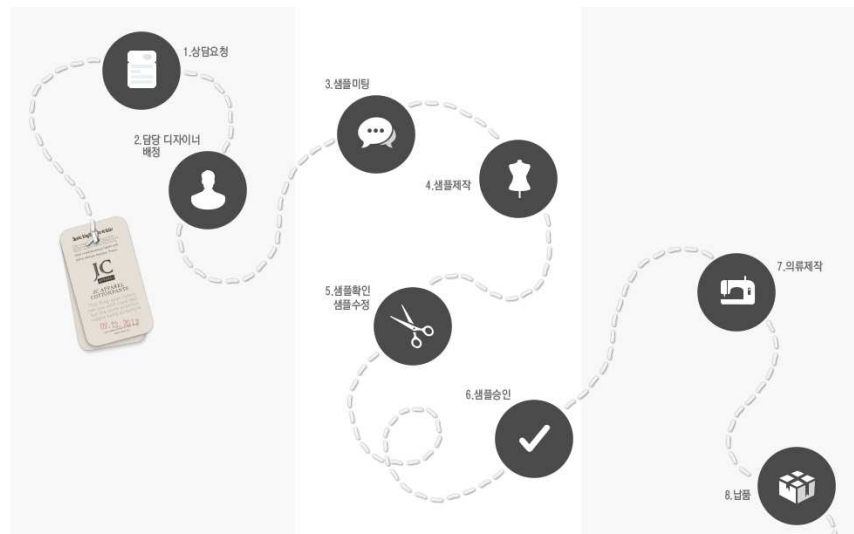 1.상담요청
2.담당 디자이너
배정
3.샘플미팅
4.샘플제작
5.샘플확인
샘플수정
6.샘플승인
7.의류제작
8.납품
JC
JC APPAREL